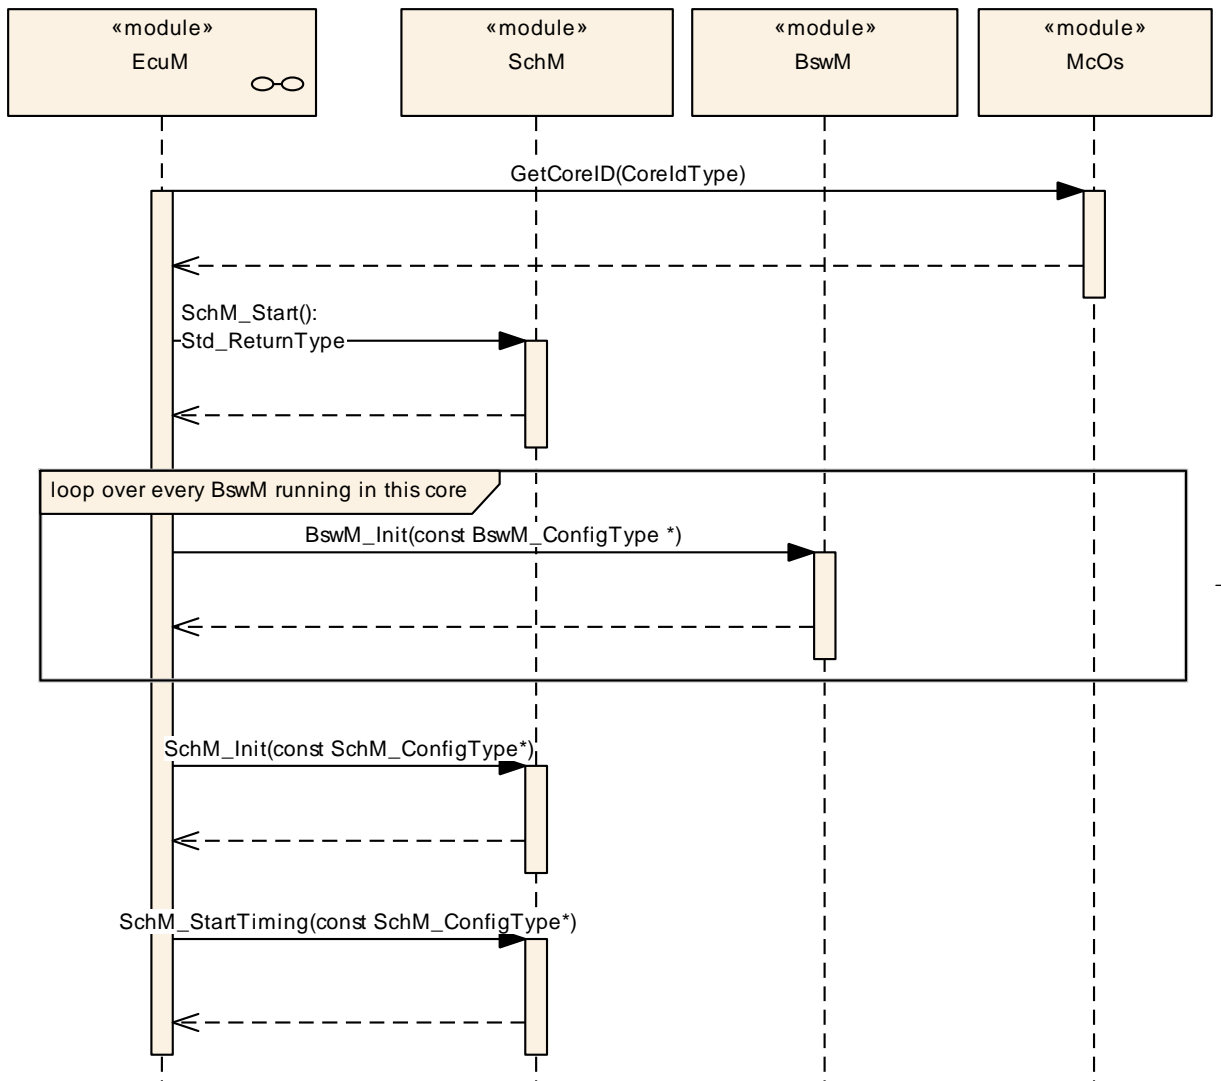 «module»
EcuM
«module»
SchM
«module»
BswM
«module»
McOs
GetCoreID(CoreIdType)
SchM_Start():
Std_ReturnType
loop over every BswM running in this core
BswM_Init(const BswM_ConfigType *)
SchM_Init(const SchM_ConfigType*)
SchM_StartTiming(const SchM_ConfigType*)